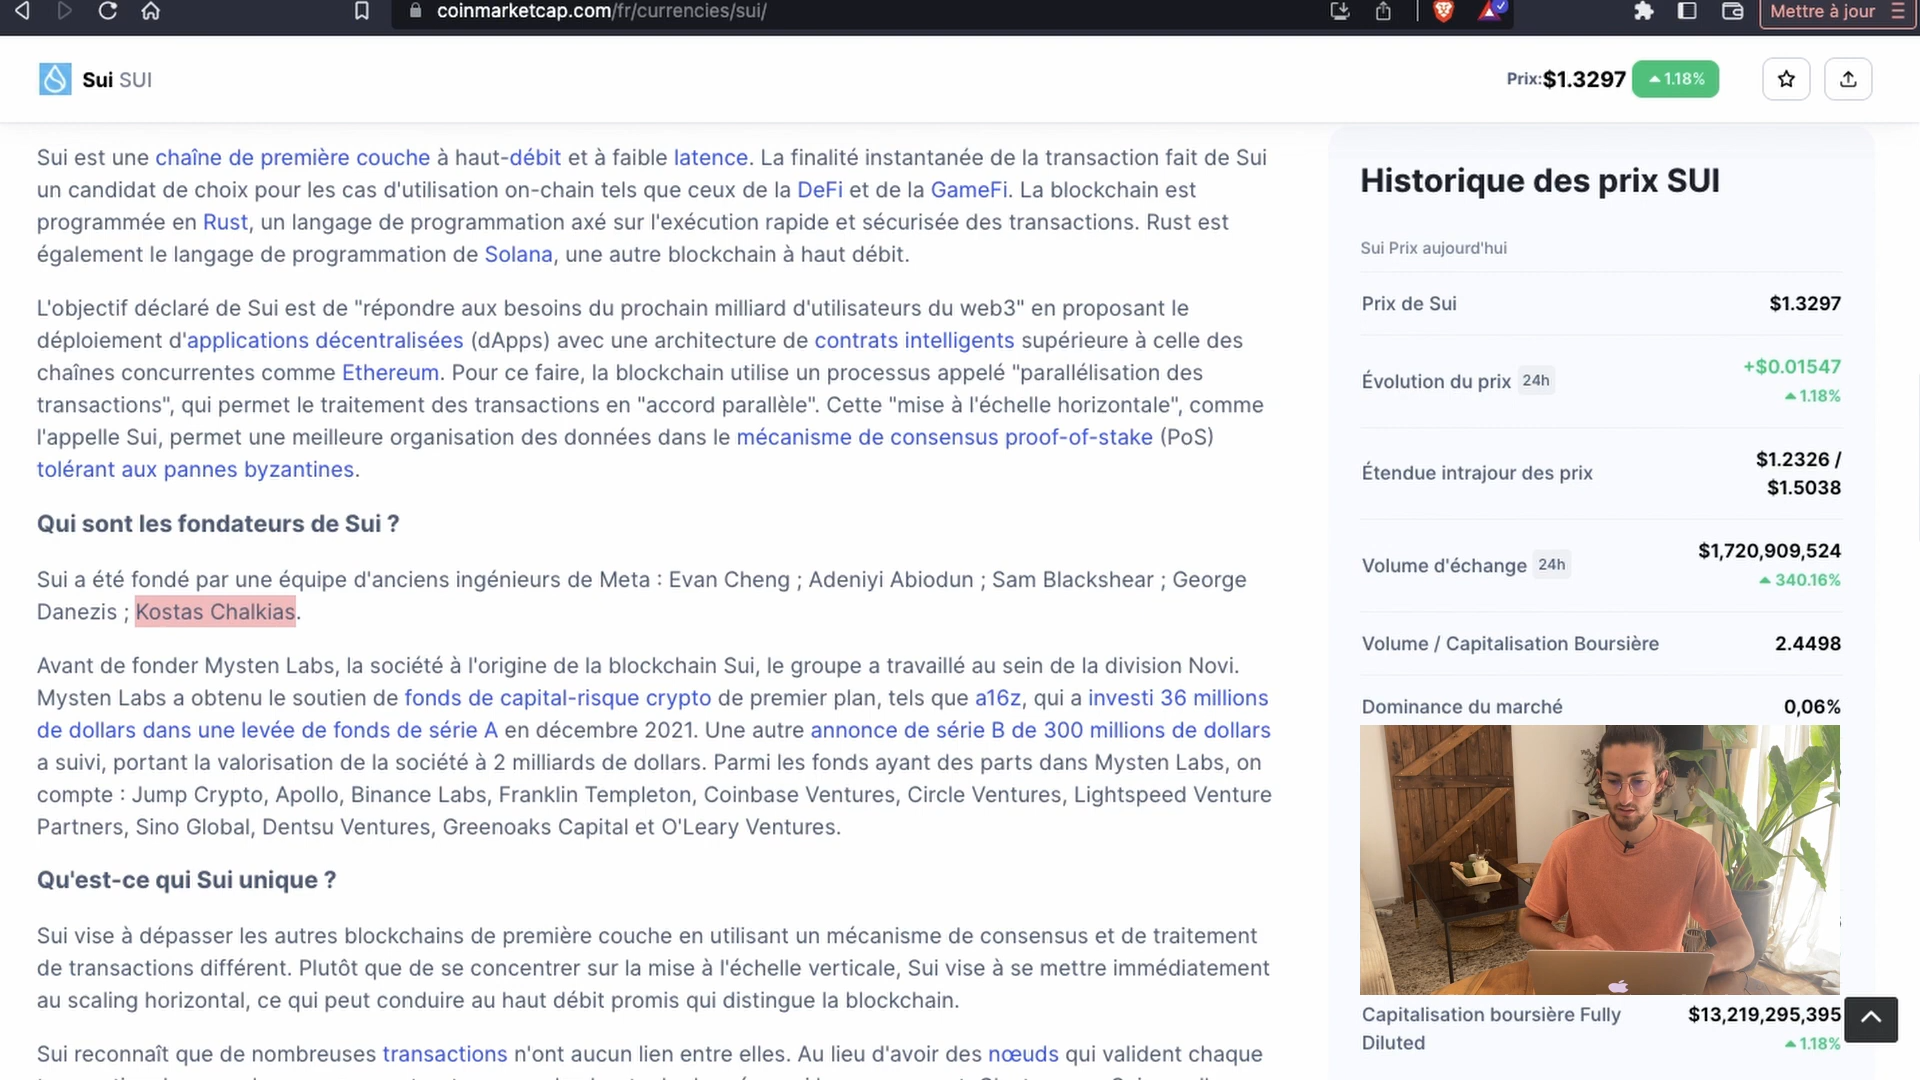 coinmarketcap.com/fr/currencies/sui/
Mettre à jour
Sui SUI
Prix:$1.3297
1.18%
Sui est une chaîne de première couche à haut-débit et à faible latence. La finalité instantanée de la transaction fait de Sui
un candidat de choix pour les cas d'utilisation on-chain tels que ceux de la DeFi et de la GameFi. La blockchain est
programmée en Rust, un langage de programmation axé sur l'exécution rapide et sécurisée des transactions. Rust est
également le langage de programmation de Solana, une autre blockchain à haut débit.
L'objectif déclaré de Sui est de "répondre aux besoins du prochain milliard d'utilisateurs du web3" en proposant le
déploiement d'applications décentralisées (dApps) avec une architecture de contrats intelligents supérieure à celle des
chaînes concurrentes comme Ethereum. Pour ce faire, la blockchain utilise un processus appelé "parallélisation des
transactions", qui permet le traitement des transactions en "accord parallèle". Cette "mise à l'échelle horizontale", comme
l'appelle Sui, permet une meilleure organisation des données dans le mécanisme de consensus proof-of-stake (PoS)
tolérant aux pannes byzantines.
Qui sont les fondateurs de Sui ?
Sui a été fondé par une équipe d'anciens ingénieurs de Meta : Evan Cheng ; Adeniyi Abiodun ; Sam Blackshear ; George
Danezis ; Kostas Chalkias.
Avant de fonder Mysten Labs, la société à l'origine de la blockchain Sui, le groupe a travaillé au sein de la division Novi.
Mysten Labs a obtenu le soutien de fonds de capital-risque crypto de premier plan, tels que a16z, qui a investi 36 millions
de dollars dans une levée de fonds de série A en décembre 2021. Une autre annonce de série B de 300 millions de dollars
a suivi, portant la valorisation de la société à 2 milliards de dollars. Parmi les fonds ayant des parts dans Mysten Labs, on
compte : Jump Crypto, Apollo, Binance Labs, Franklin Templeton, Coinbase Ventures, Circle Ventures, Lightspeed Venture
Partners, Sino Global, Dentsu Ventures, Greenoaks Capital et O'Leary Ventures.
Qu'est-ce qui Sui unique ?
Sui vise à dépasser les autres blockchains de première couche en utilisant un mécanisme de consensus et de traitement
de transactions différent. Plutôt que de se concentrer sur la mise à l'échelle verticale, Sui vise à se mettre immédiatement
au scaling horizontal, ce qui peut conduire au haut débit promis qui distingue la blockchain.
Sui reconnaît que de nombreuses transactions n'ont aucun lien entre elles. Au lieu d'avoir des nœuds qui valident chaque
Historique des prix SUI
Sui Prix aujourd'hui
Prix de Sui $1.3297
Évolution du prix 24h +$0.01547
1.18%
Étendue intrajour des prix $1.2326 /
$1.5038
Volume d'échange 24h $1,720,909,524
340.16%
Volume / Capitalisation Boursière 2.4498
Dominance du marché 0,06%
Capitalisation boursière Fully $13,219,295,395
Diluted 1.18%